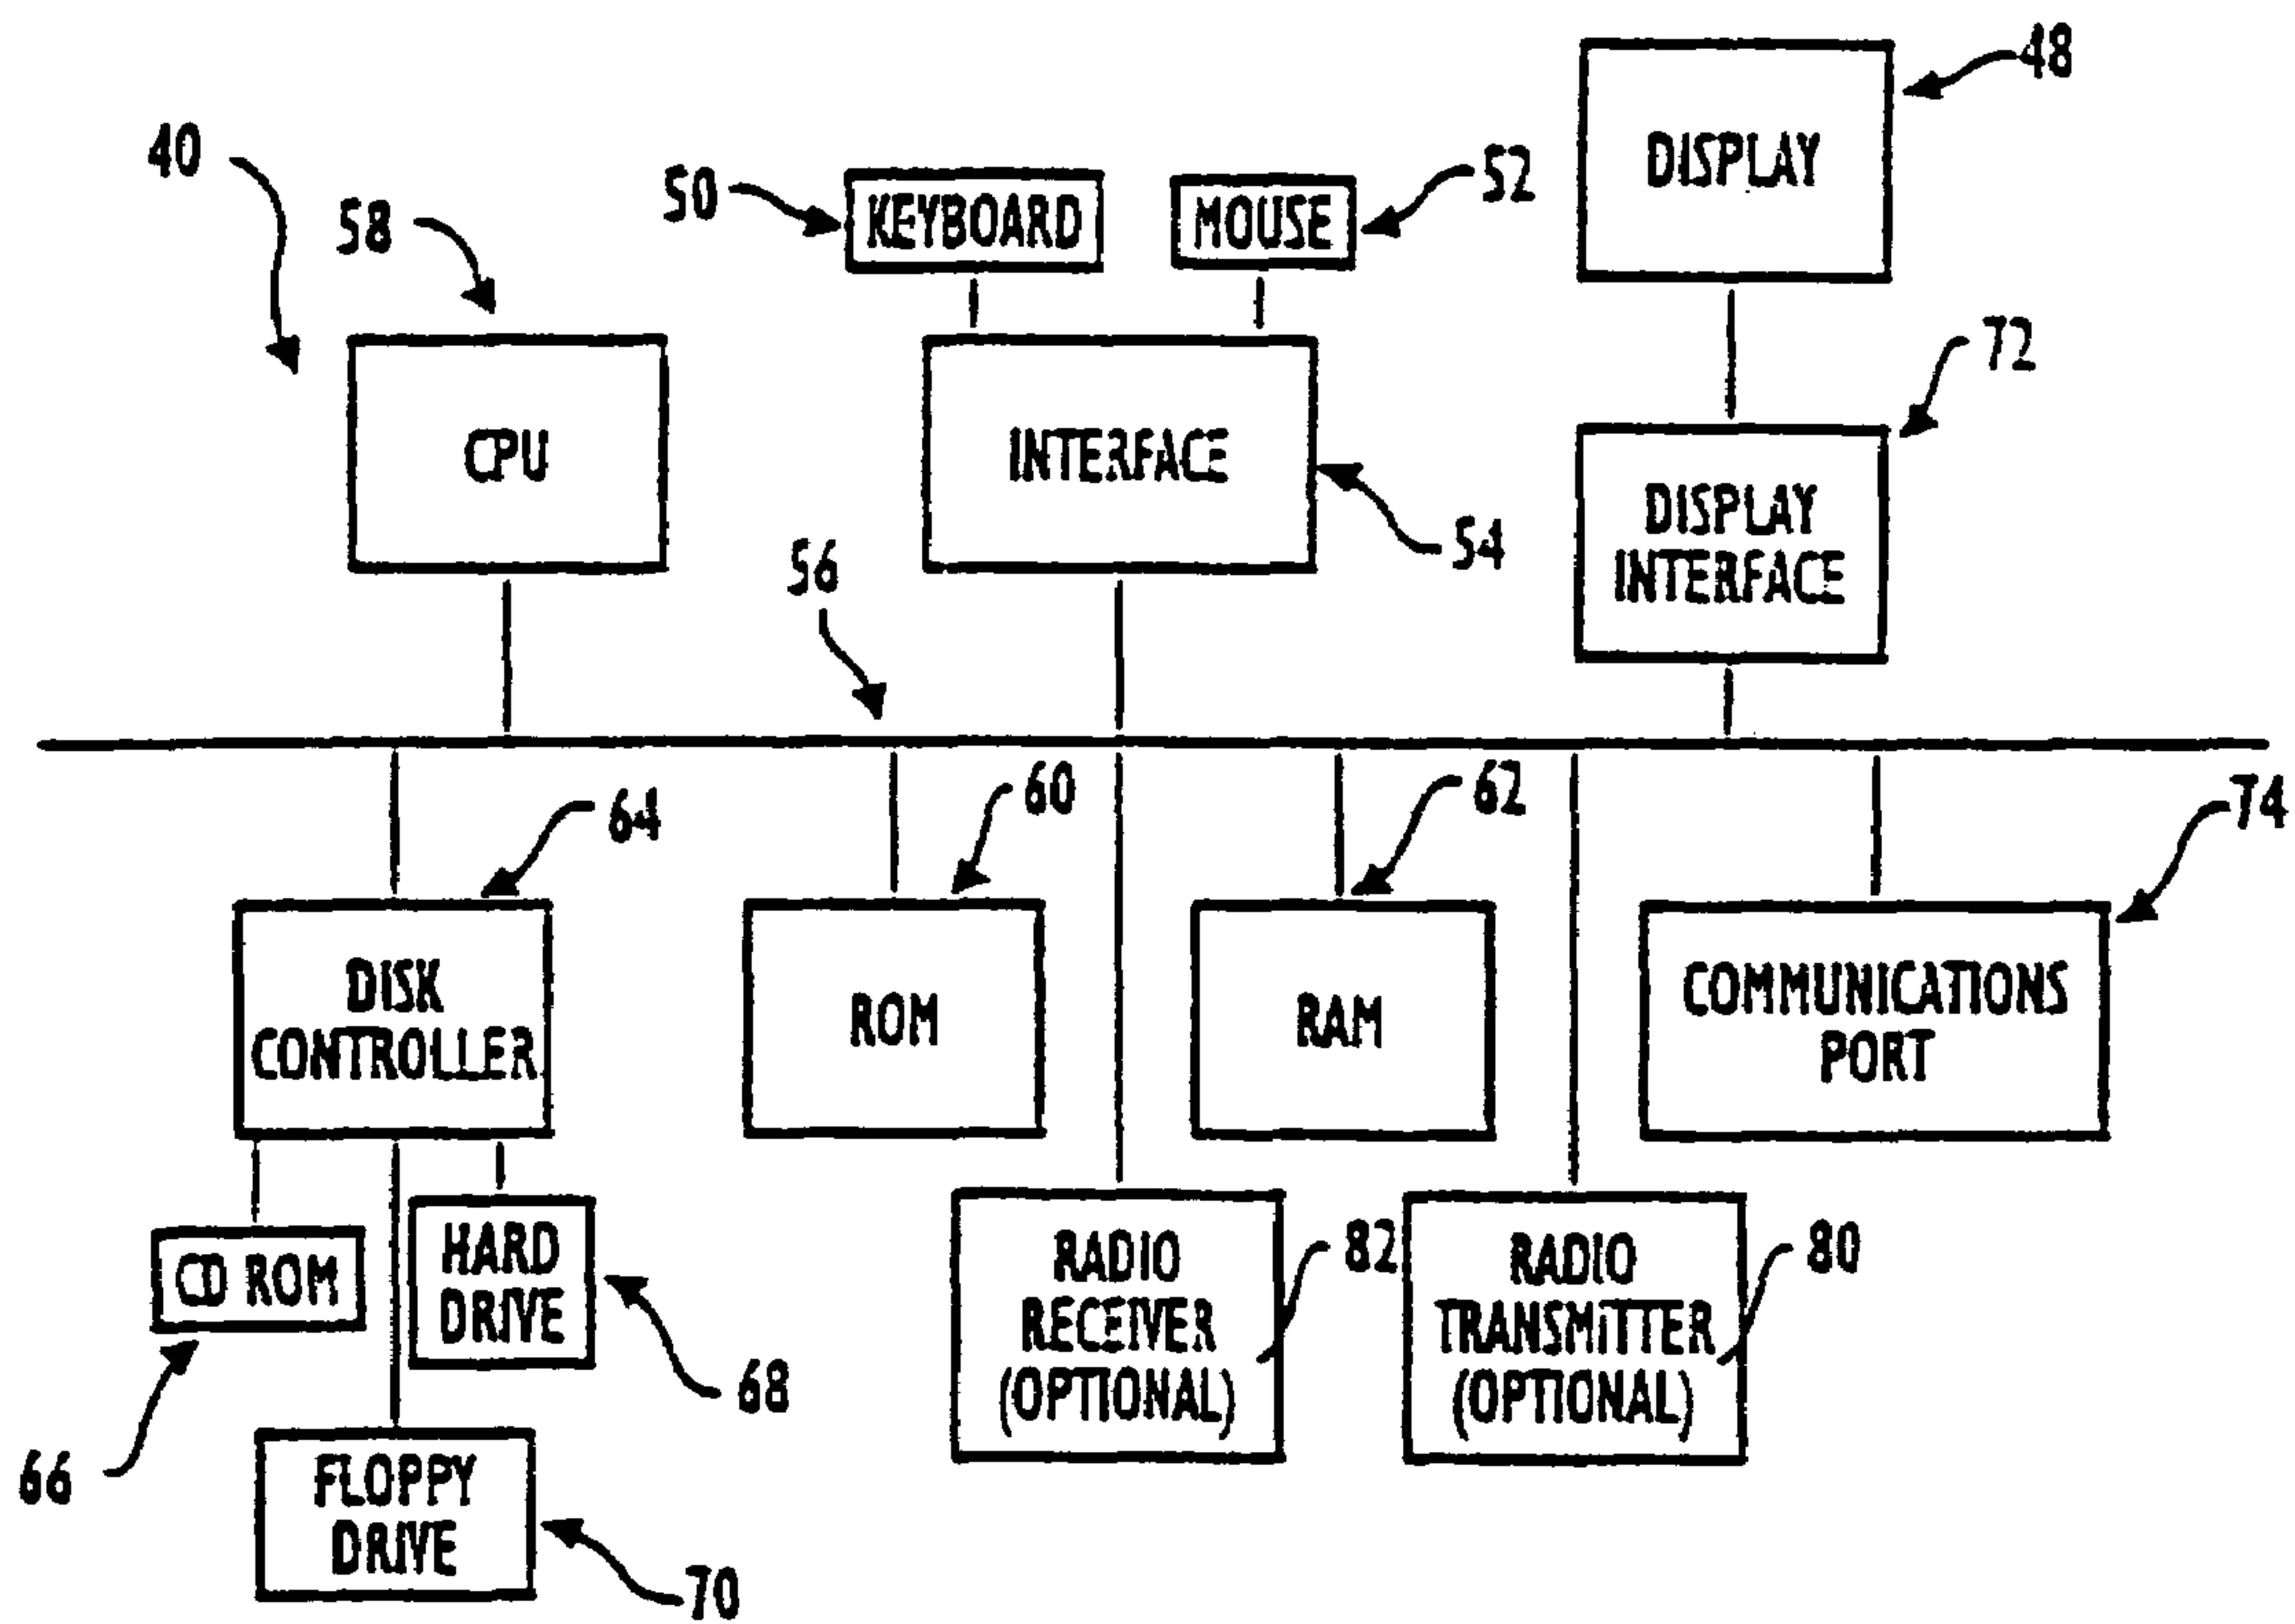 48
DISPLAY
40
50
KEYBOARD
MOUSE
52
58
72
CPU
INTERFACE
DISPLAY
INTERFACE
54
56
60
62
74
64
DISK
CONTROLLER
ROM
RAM
COMMUNICATIONS
PORT
CD ROM
HARD
DRIVE
68
RADIO
RECEIVER
(OPTIONAL)
82
RADIO
TRANSMITTER
(OPTIONAL)
80
66
FLOPPY
DRIVE
70